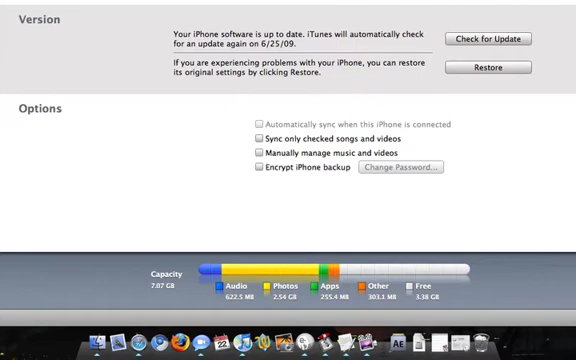 Version
Your iPhone software is up to date. iTunes will automatically check
for an update again on 6/25/09.
Check for Update
If you are experiencing problems with your iPhone, you can restore
its original settings by clicking Restore.
Restore
Options
Automatically sync when this iPhone is connected
Sync only checked songs and videos
Manually manage music and videos
Encrypt iPhone backup
Change Password...
Capacity
7.07 GB
Audio
622.5 MB
Photos
2.54 GB
Apps
255.4 MB
Other
303.1 MB
Free
3.38 GB
22
Ae